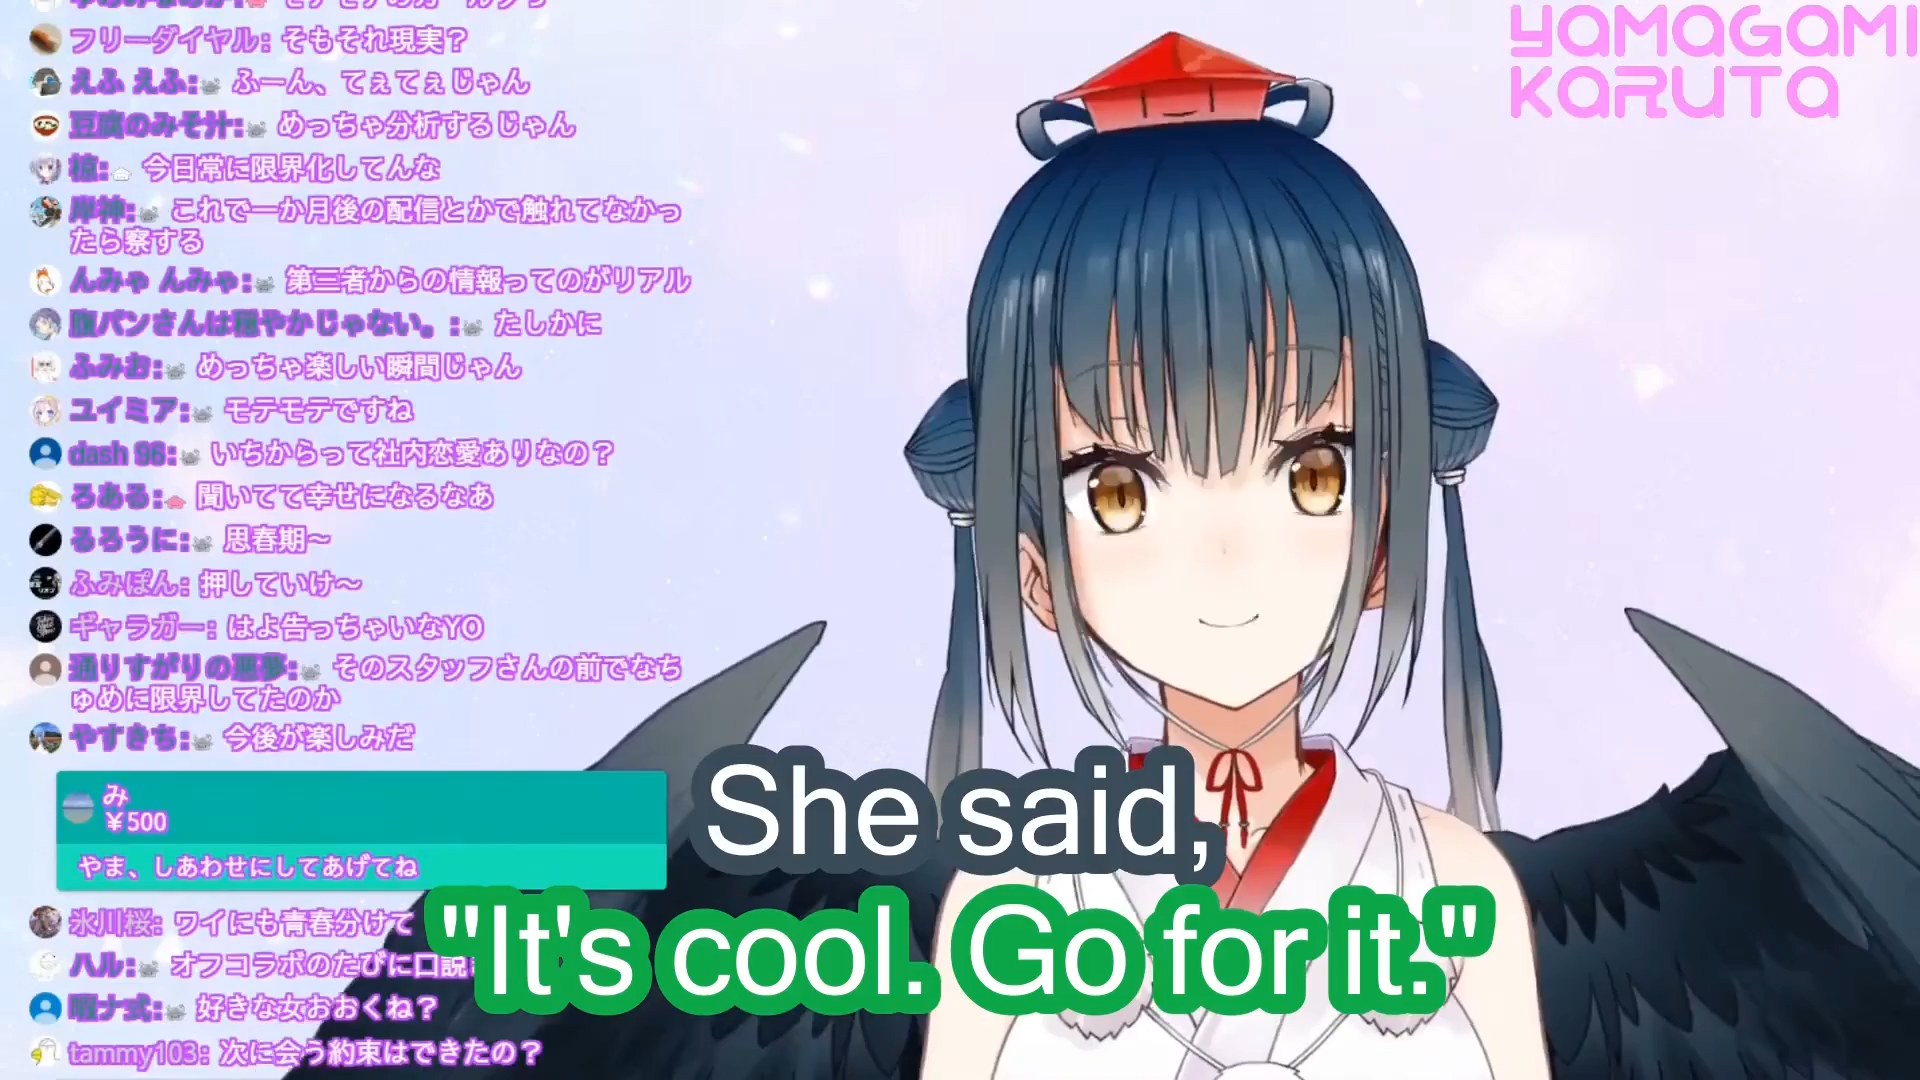 YAMAGAMI
KARUTA
フリーダイヤル: そもそれ現実？
えふ えふ: ふーん、てぇてぇじゃん
豆腐のみそ汁: めっちゃ分析するじゃん
椋: 今日常に限界化してんな
岸神: これで一か月後の配信とかで触れてなかっ
たら察する
んみゃ んみゃ: 第三者からの情報ってのがリアル
腹パンさんは穏やかじゃない。: たしかに
ふみお: めっちゃ楽しい瞬間じゃん
ユイミア: モテモテですね
dash 96: いちからって社内恋愛ありなの？
ろある: 聞いてて幸せになるなあ
るろうに: 思春期〜
ふみぽん: 押していけ〜
ギャラガー: はよ告っちゃいなYO
通りすがりの悪夢: そのスタッフさんの前でなち
ゅめに限界してたのか
やすきち: 今後が楽しみだ
み
￥500
やま、しあわせにしてあげてね
氷川桜: ワイにも青春分けて
ハル: オフコラボのたびに口説
暇ナ式: 好きな女おおくね？
tammy103: 次に会う約束はできたの？
She said,
"It's cool. Go for it."